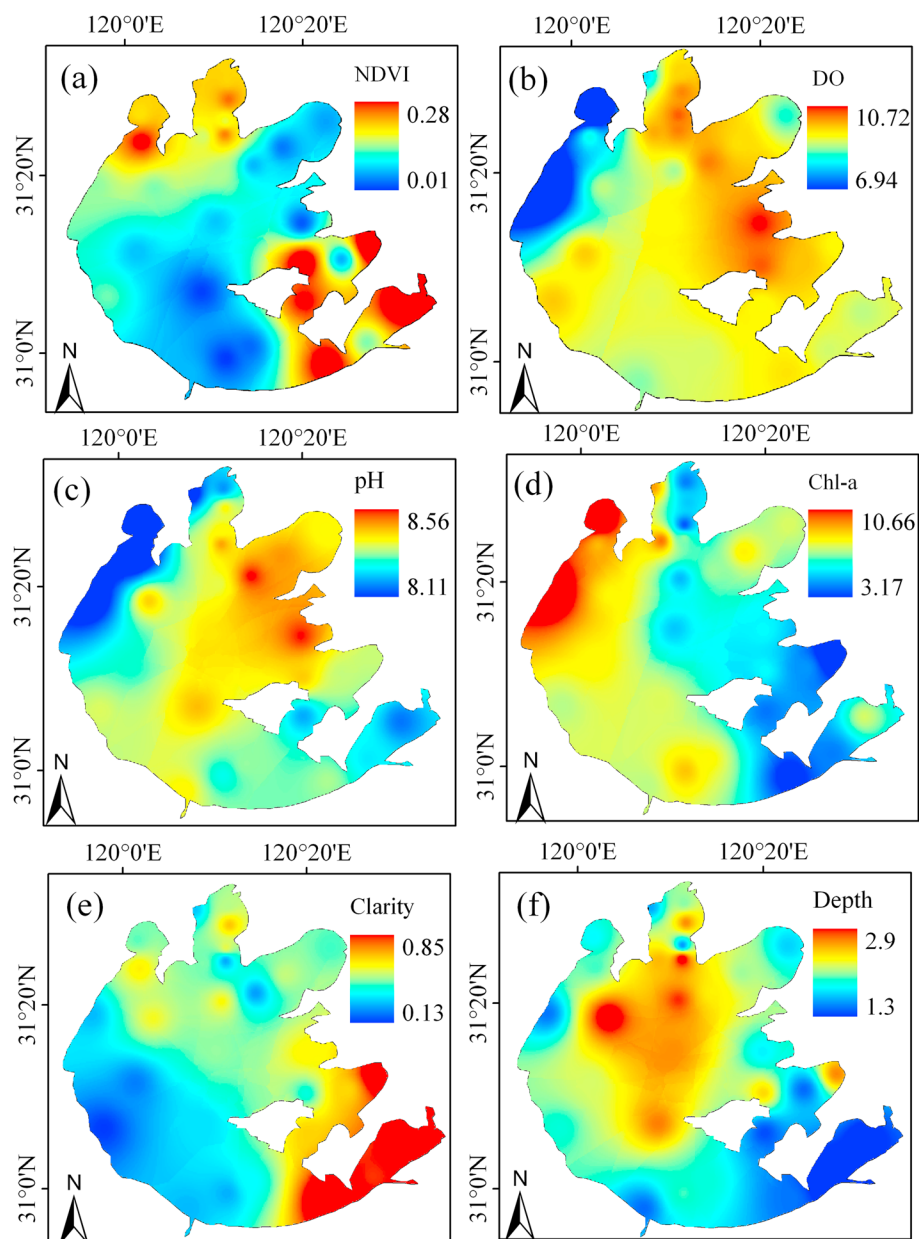 120°0'E 120°20'E 120°0'E 120°20'E
(a) NDVI
0.28
0.01
31°20'N
31°0'N
N
(b) DO
10.72
6.94
31°20'N
31°0'N
N
120°0'E 120°20'E 120°0'E 120°20'E
(c) pH
8.56
8.11
31°20'N
31°0'N
N
(d) Chl-a
10.66
3.17
31°20'N
31°0'N
N
120°0'E 120°20'E 120°0'E 120°20'E
(e) Clarity
0.85
0.13
31°20'N
31°0'N
N
(f) Depth
2.9
1.3
31°20'N
31°0'N
N